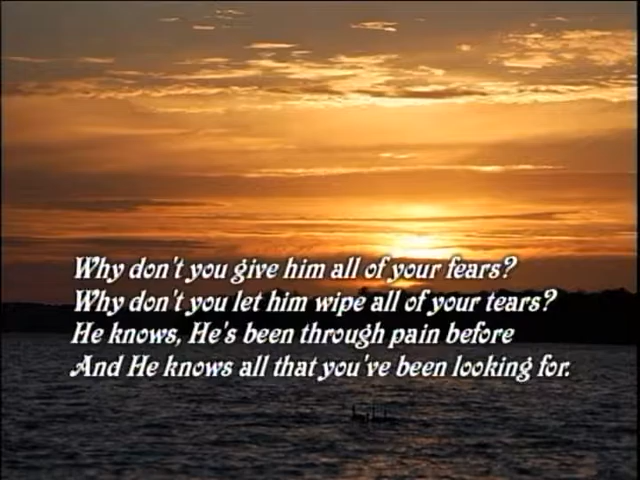 Why don't you give him all of your fears?
Why don't you let him wipe all of your tears?
He knows, He's been through pain before
And He knows all that you've been looking for.